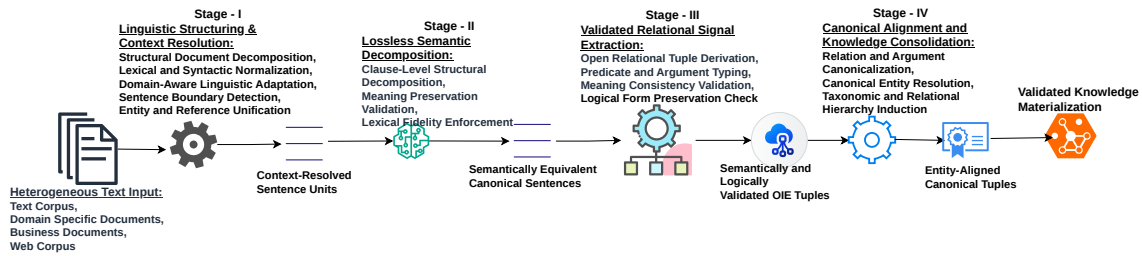 Stage - I
Linguistic Structuring &
Context Resolution:
Structural Document Decomposition,
Lexical and Syntactic Normalization,
Domain-Aware Linguistic Adaptation,
Sentence Boundary Detection,
Entity and Reference Unification
Heterogeneous Text Input:
Text Corpus,
Domain Specific Documents,
Business Documents,
Web Corpus
Context-Resolved
Sentence Units
Stage - II
Lossless Semantic
Decomposition:
Clause-Level Structural
Decomposition,
Meaning Preservation
Validation,
Lexical Fidelity Enforcement
Semantically Equivalent
Canonical Sentences
Stage - III
Validated Relational Signal
Extraction:
Open Relational Tuple Derivation,
Predicate and Argument Typing,
Meaning Consistency Validation,
Logical Form Preservation Check
Semantically and
Logically
Validated OIE Tuples
Stage - IV
Canonical Alignment and
Knowledge Consolidation:
Relation and Argument
Canonicalization,
Canonical Entity Resolution,
Taxonomic and Relational
Hierarchy Induction
Entity-Aligned
Canonical Tuples
Validated Knowledge
Materialization